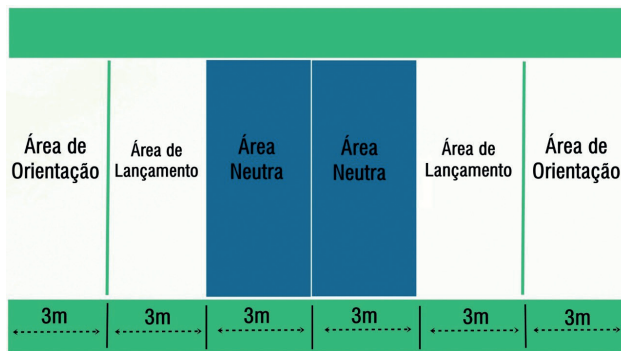 Área de
Orientação
Área de
Lançamento
Área
Neutra
Área
Neutra
Área de
Lançamento
Área de
Orientação
3m
3m
3m
3m
3m
3m